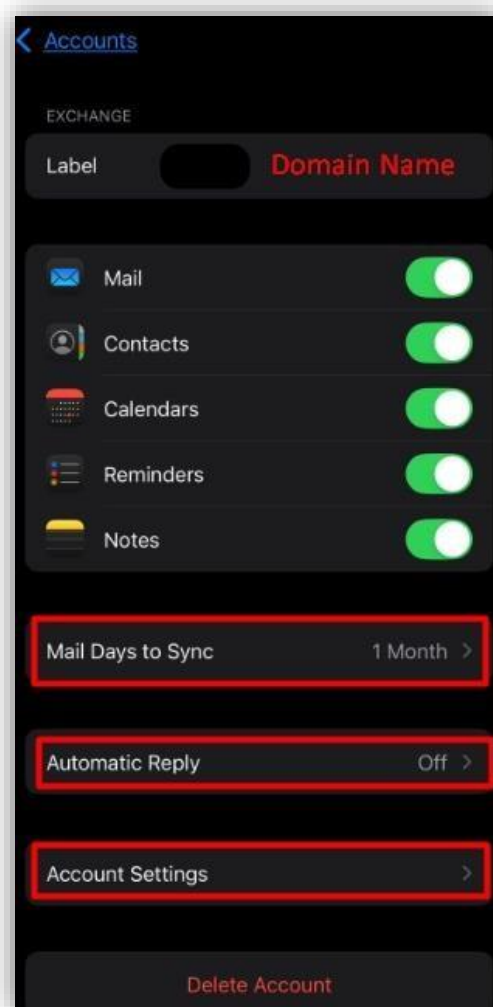 Accounts
EXCHANGE
Label Domain Name
Mail
Contacts
Calendars
Reminders
Notes
Mail Days to Sync 1 Month
Automatic Reply Off
Account Settings
Delete Account